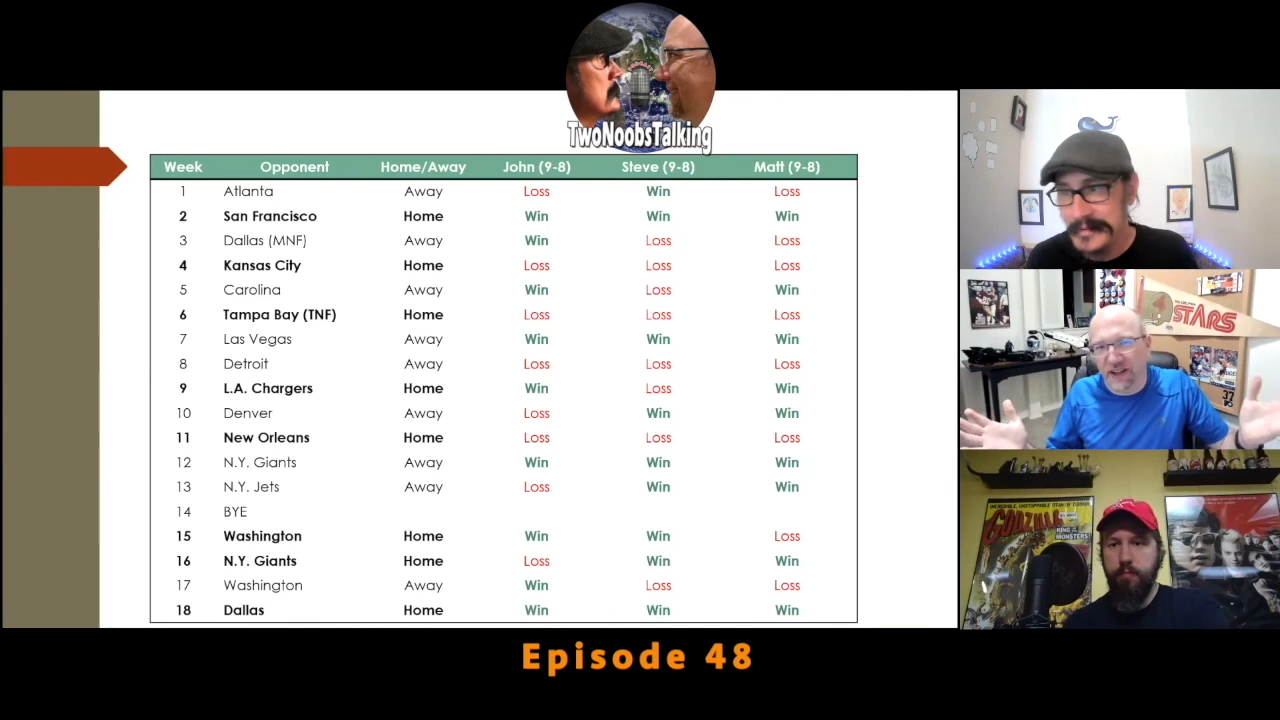 TwoNoobsTalking
Week Opponent Home/Away John (9-8) Steve (9-8) Matt (9-8)
1 Atlanta Away Loss Win Loss
2 San Francisco Home Win Win Win
3 Dallas (MNF) Away Win Loss Loss
4 Kansas City Home Loss Loss Loss
5 Carolina Away Win Loss Win
6 Tampa Bay (TNF) Home Loss Loss Loss
7 Las Vegas Away Win Win Win
8 Detroit Away Loss Loss Loss
9 L.A. Chargers Home Win Loss Win
10 Denver Away Loss Win Win
11 New Orleans Home Loss Loss Loss
12 N.Y. Giants Away Win Win Win
13 N.Y. Jets Away Loss Win Win
14 BYE
15 Washington Home Win Win Loss
16 N.Y. Giants Home Loss Win Win
17 Washington Away Win Loss Loss
18 Dallas Home Win Win Win
P
STARS
37
GODZILLA
KING OF THE
MONSTERS!
Episode 48